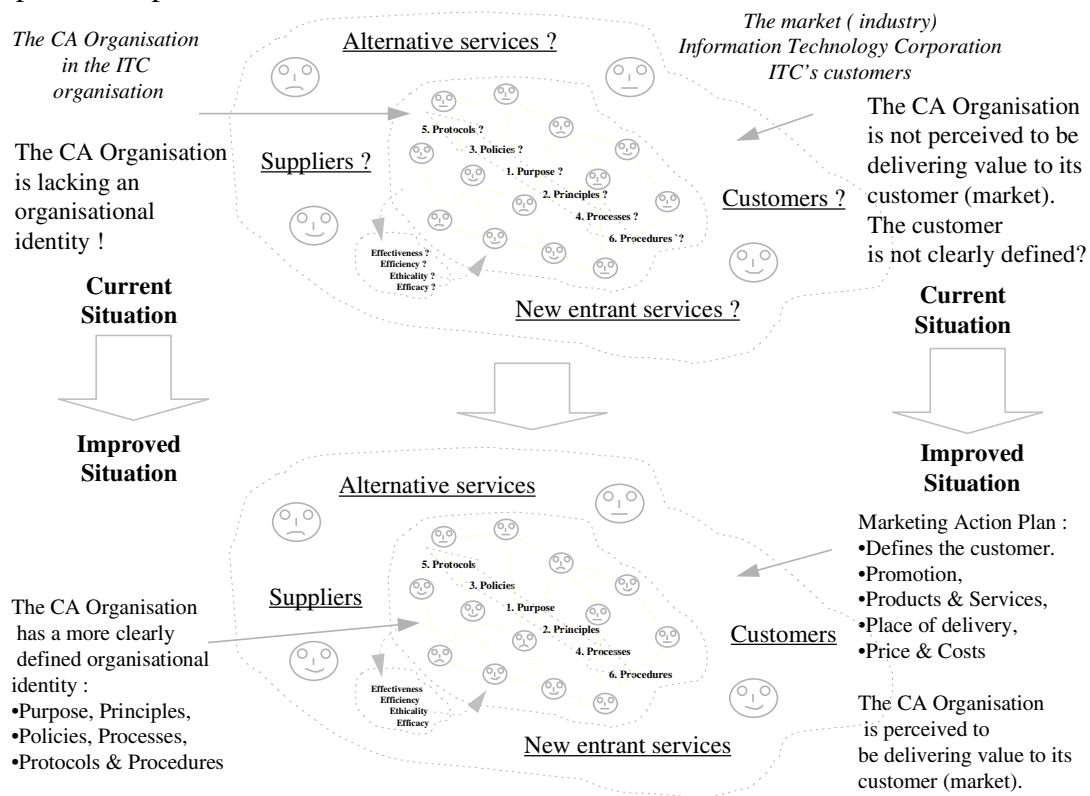 The CA Organisation
in the ITC
organisation
Alternative services ?
The market ( industry)
Information Technology Corporation
ITC's customers
The CA Organisation
is lacking an
organisational
identity !
Suppliers ?
5. Protocols ?
3. Policies ?
1. Purpose ?
2. Principles ?
4. Processes ?
6. Procedures `?
Effectiveness ?
Efficiency ?
Ethicality ?
Efficacy ?
Customers ?
New entrant services ?
The CA Organisation
is not perceived to be
delivering value to its
customer (market).
The customer
is not clearly defined?
Current
Situation
Current
Situation
Improved
Situation
Improved
Situation
Alternative services
Suppliers
5. Protocols
3. Policies
1. Purpose
2. Principles
4. Processes
6. Procedures
Effectiveness
Efficiency
Ethicality
Efficacy
Customers
New entrant services
The CA Organisation
has a more clearly
defined organisational
identity :
•Purpose, Principles,
•Policies, Processes,
•Protocols & Procedures
Marketing Action Plan :
•Defines the customer.
•Promotion,
•Products & Services,
•Place of delivery,
•Price & Costs
The CA Organisation
is perceived to
be delivering value to its
customer (market).